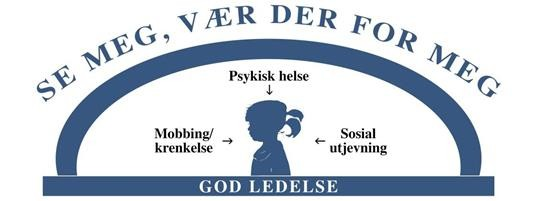 SE MEG, VÆR DER FOR MEG
Psykisk helse
↓
Mobbing/
krenkelse →
← Sosial
utjevning
GOD LEDELSE